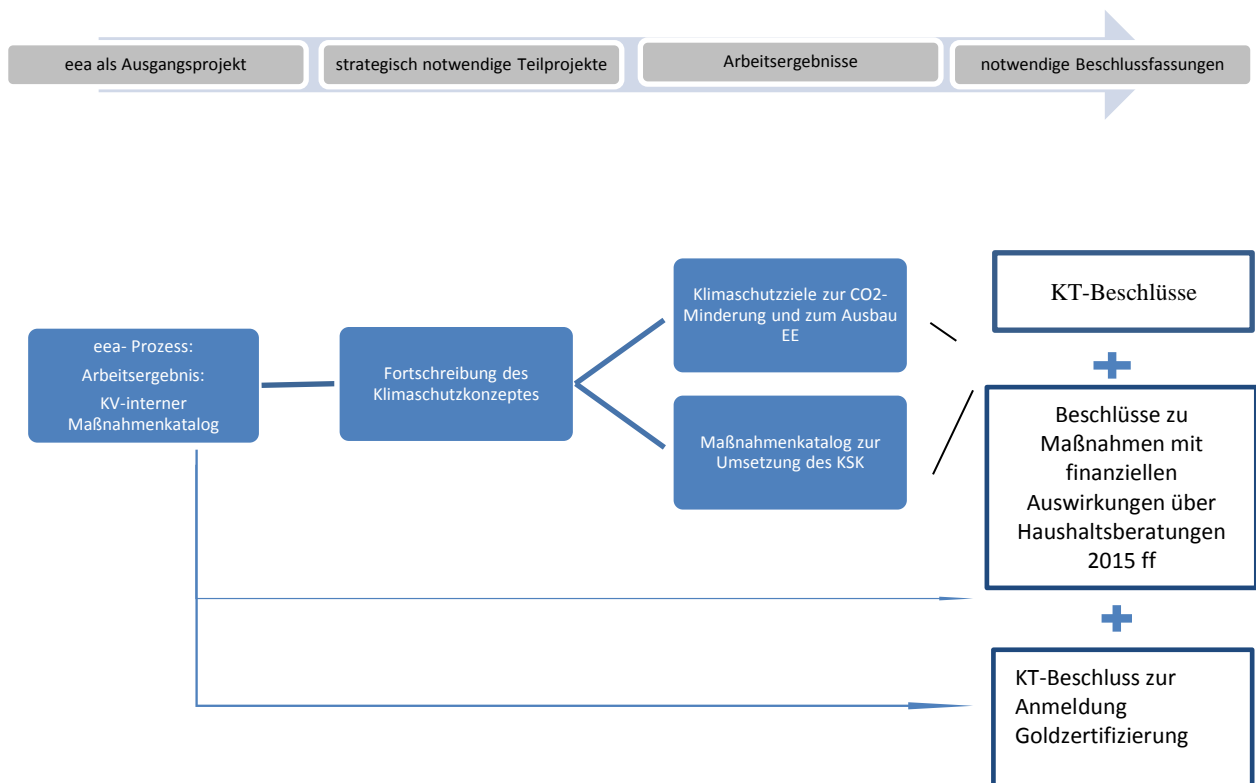 eea als Ausgangsprojekt
strategisch notwendige Teilprojekte
Arbeitsergebnisse
notwendige Beschlussfassungen
eea- Prozess:
Arbeitsergebnis:
KV-interner
Maßnahmenkatalog
Fortschreibung des
Klimaschutzkonzeptes
Klimaschutzziele zur CO2-
Minderung und zum Ausbau
EE
Maßnahmenkatalog zur
Umsetzung des KSK
KT-Beschlüsse
Beschlüsse zu
Maßnahmen mit
finanziellen
Auswirkungen über
Haushaltsberatungen
2015 ff
KT-Beschluss zur
Anmeldung
Goldzertifizierung